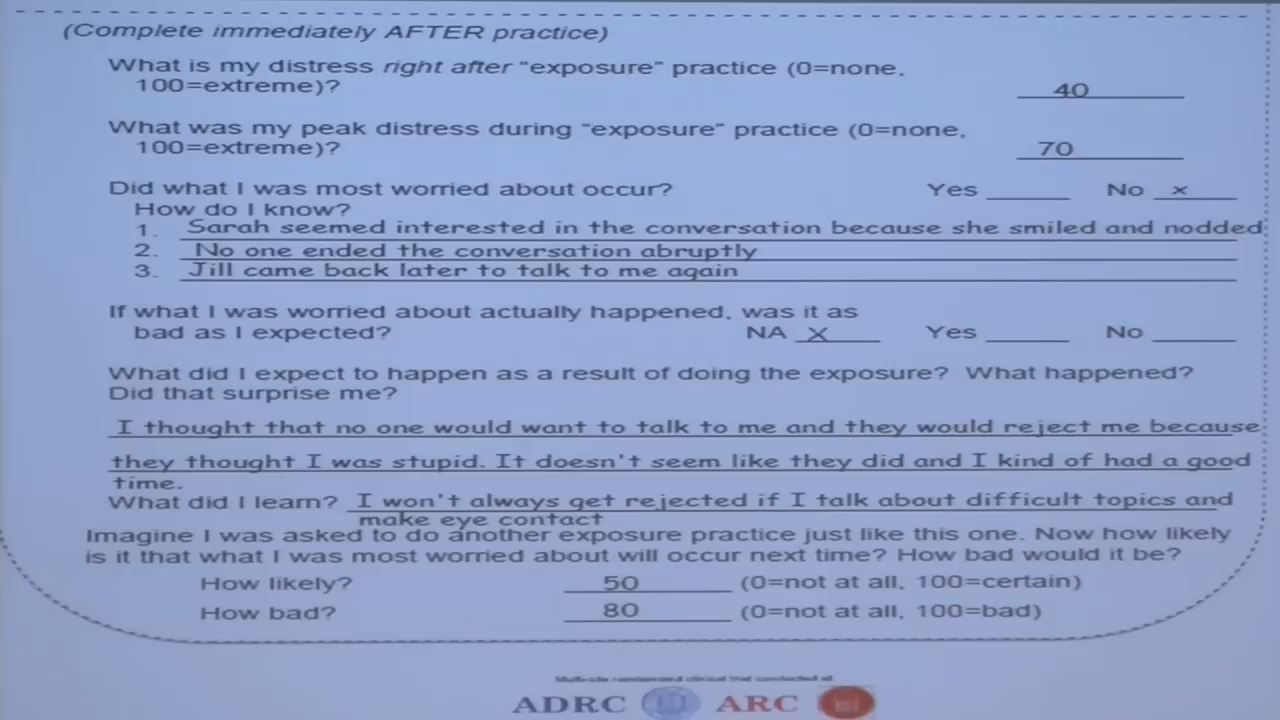 (Complete immediately AFTER practice)
What is my distress right after “exposure” practice (0=none,
100=extreme)? 40
What was my peak distress during “exposure” practice (0=none,
100=extreme)? 70
Did what I was most worried about occur? Yes ____ No x
How do I know?
1. Sarah seemed interested in the conversation because she smiled and nodded
2. No one ended the conversation abruptly
3. Jill came back later to talk to me again
If what I was worried about actually happened, was it as
bad as I expected? NA X Yes ____ No ____
What did I expect to happen as a result of doing the exposure? What happened?
Did that surprise me?
I thought that no one would want to talk to me and they would reject me because
they thought I was stupid. It doesn't seem like they did and I kind of had a good
time.
What did I learn? I won't always get rejected if I talk about difficult topics and
make eye contact
Imagine I was asked to do another exposure practice just like this one. Now how likely
is it that what I was most worried about will occur next time? How bad would it be?
How likely? 50 (0=not at all, 100=certain)
How bad? 80 (0=not at all, 100=bad)
Multi-site randomized clinical trial conducted at
ADRC ARC